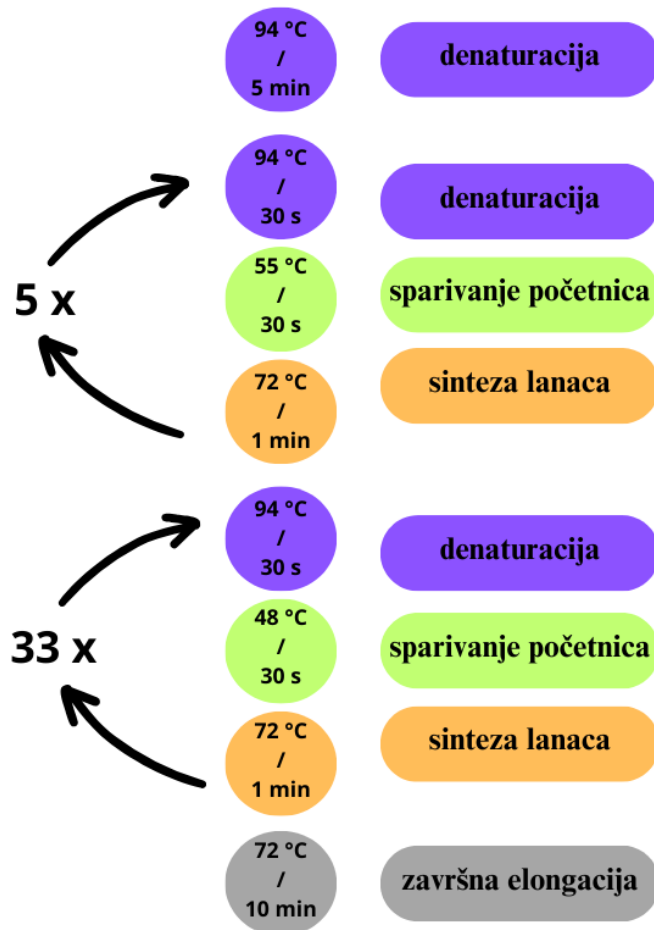 94 °C
/
5 min
denaturacija
94 °C
/
30 s
denaturacija
5 x
55 °C
/
30 s
sparivanje početnica
72 °C
/
1 min
sinteza lanaca
94 °C
/
30 s
denaturacija
33 x
48 °C
/
30 s
sparivanje početnica
72 °C
/
1 min
sinteza lanaca
72 °C
/
10 min
završna elongacija